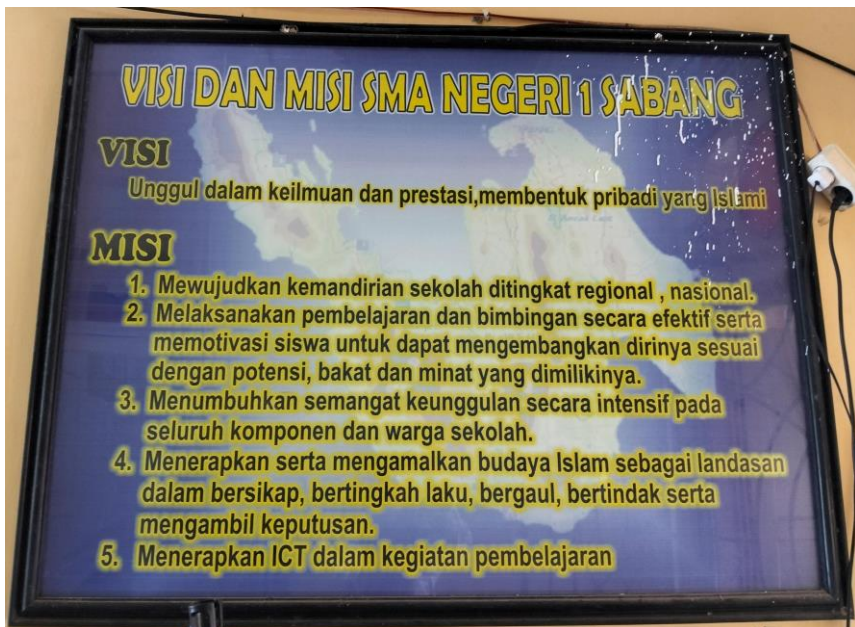 VISI DAN MISI SMA NEGERI 1 SABANG
VISI
Unggul dalam keilmuan dan prestasi,membentuk pribadi yang Islami
MISI
1. Mewujudkan kemandirian sekolah ditingkat regional , nasional.
2. Melaksanakan pembelajaran dan bimbingan secara efektif serta
memotivasi siswa untuk dapat mengembangkan dirinya sesuai
dengan potensi, bakat dan minat yang dimilikinya.
3. Menumbuhkan semangat keunggulan secara intensif pada
seluruh komponen dan warga sekolah.
4. Menerapkan serta mengamalkan budaya Islam sebagai landasan
dalam bersikap, bertingkah laku, bergaul, bertindak serta
mengambil keputusan.
5. Menerapkan ICT dalam kegiatan pembelajaran